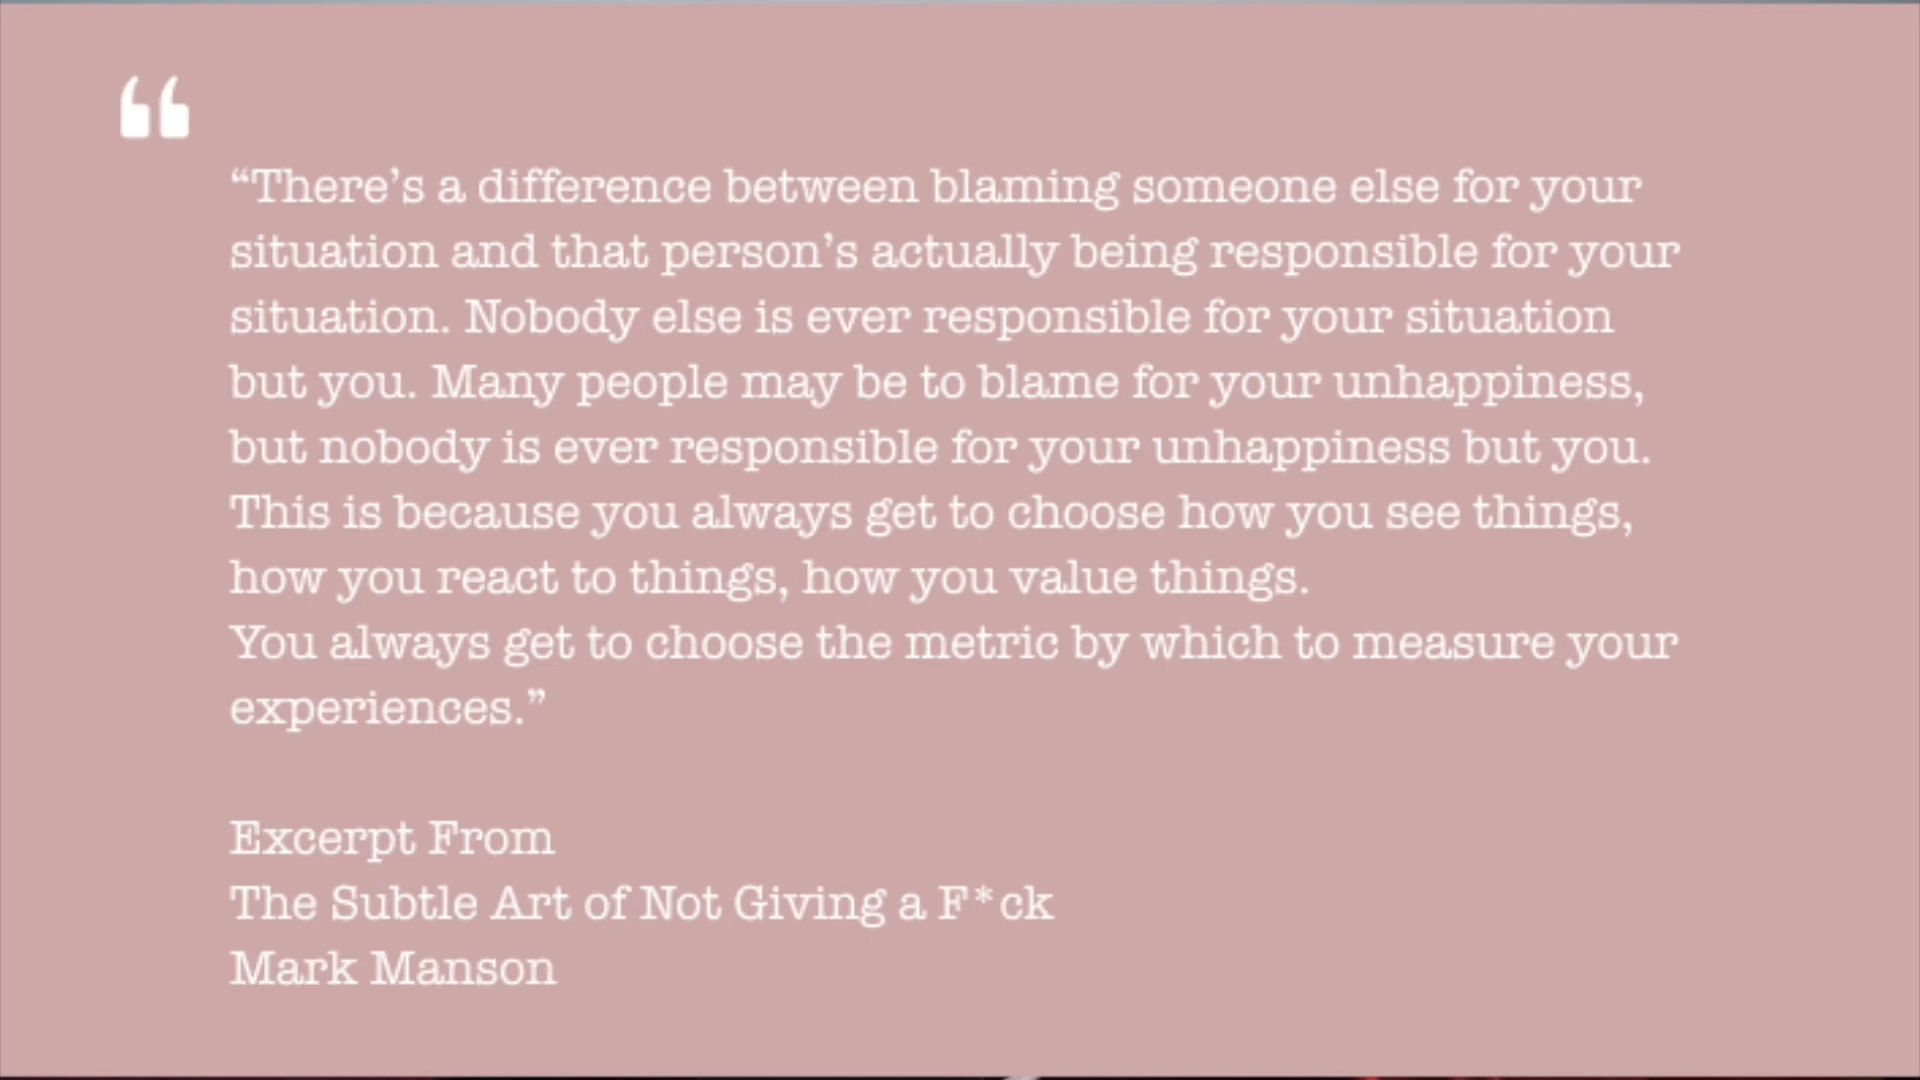 “
“There’s a difference between blaming someone else for your
situation and that person’s actually being responsible for your
situation. Nobody else is ever responsible for your situation
but you. Many people may be to blame for your unhappiness,
but nobody is ever responsible for your unhappiness but you.
This is because you always get to choose how you see things,
how you react to things, how you value things.
You always get to choose the metric by which to measure your
experiences.”
Excerpt From
The Subtle Art of Not Giving a F*ck
Mark Manson